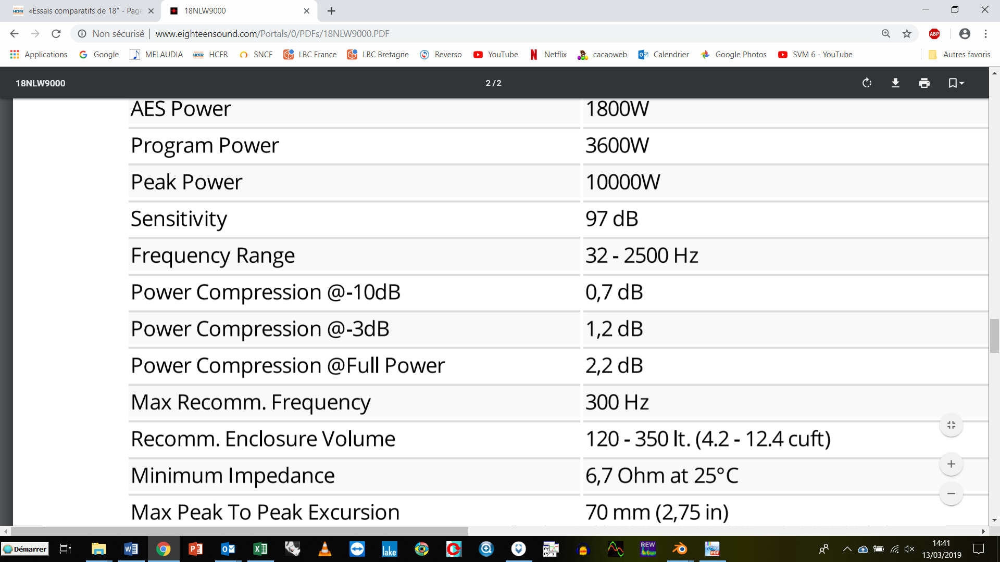 «Essais comparatifs de 18" - Page
18NLW9000
Non sécurisé | www.eighteensound.com/Portals/0/PDFs/18NLW9000.PDF
ABP
Applications Google MELAUDIA HCFR SNCF LBC France LBC Bretagne Reverso YouTube Netflix cacaoweb Calendrier Google Photos SVM 6 - YouTube Autres favoris
18NLW9000 2/2
AES Power 1800W
Program Power 3600W
Peak Power 10000W
Sensitivity 97 dB
Frequency Range 32 - 2500 Hz
Power Compression @-10dB 0,7 dB
Power Compression @-3dB 1,2 dB
Power Compression @Full Power 2,2 dB
Max Recomm. Frequency 300 Hz
Recomm. Enclosure Volume 120 - 350 lt. (4.2 - 12.4 cuft)
Minimum Impedance 6,7 Ohm at 25°C
Max Peak To Peak Excursion 70 mm (2,75 in)
Démarrer
lake
REW
14:41
13/03/2019